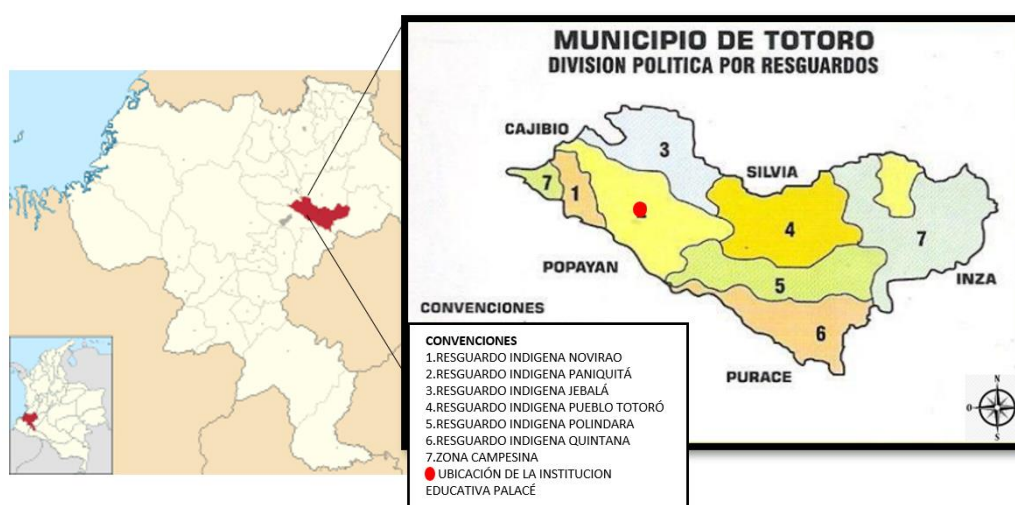 MUNICIPIO DE TOTORO
DIVISION POLITICA POR RESGUARDOS
CAJIBIO
3
SILVIA
7
1
4
7
POPAYAN
5
INZA
CONVENCIONES
6
PURACE
CONVENCIONES
1.RESGUARDO INDIGENA NOVIRAO
2.RESGUARDO INDIGENA PANIQUITÁ
3.RESGUARDO INDIGENA JEBALÁ
4.RESGUARDO INDIGENA PUEBLO TOTORÓ
5.RESGUARDO INDIGENA POLINDARA
6.RESGUARDO INDIGENA QUINTANA
7.ZONA CAMPESINA
UBICACIÓN DE LA INSTITUCION
EDUCATIVA PALACÉ
N
O
E
S